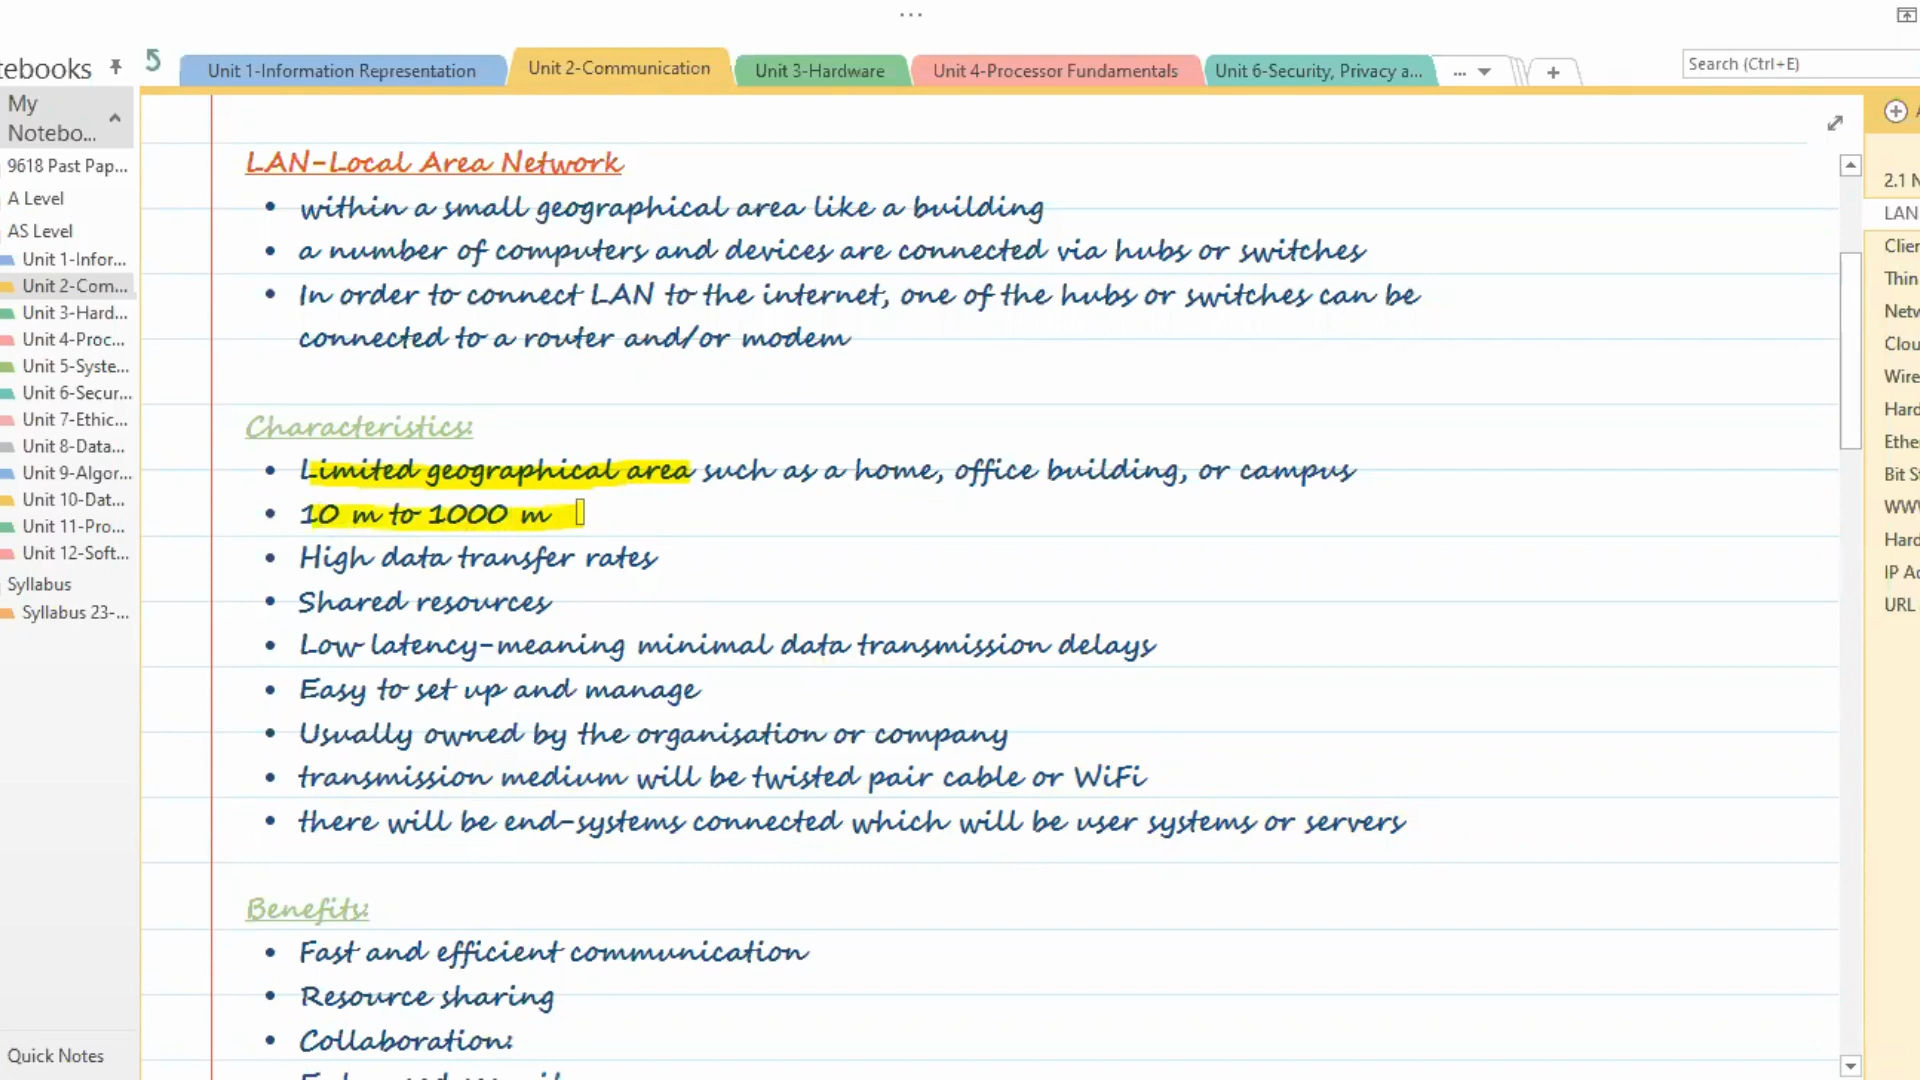 ...
tebooks
Unit 1-Information Representation
Unit 2-Communication
Unit 3-Hardware
Unit 4-Processor Fundamentals
Unit 6-Security, Privacy a...
...
+
Search (Ctrl+E)
My
Notebo...
9618 Past Pap...
A Level
AS Level
Unit 1-Infor...
Unit 2-Com...
Unit 3-Hard...
Unit 4-Proc...
Unit 5-Syste...
Unit 6-Secur...
Unit 7-Ethic...
Unit 8-Data...
Unit 9-Algor...
Unit 10-Dat...
Unit 11-Pro...
Unit 12-Soft...
Syllabus
Syllabus 23-...
Quick Notes
LAN-Local Area Network
• within a small geographical area like a building
• a number of computers and devices are connected via hubs or switches
• In order to connect LAN to the internet, one of the hubs or switches can be
connected to a router and/or modem
Characteristics:
• Limited geographical area such as a home, office building, or campus
• 10 m to 1000 m
• High data transfer rates
• Shared resources
• Low latency-meaning minimal data transmission delays
• Easy to set up and manage
• Usually owned by the organisation or company
• transmission medium will be twisted pair cable or WiFi
• there will be end-systems connected which will be user systems or servers
Benefits:
• Fast and efficient communication
• Resource sharing
• Collaboration:
2.1 N
LAN
Clien
Thin
Netw
Clou
Wire
Hard
Ethe
Bit S
WWW
Hard
IP Ad
URL